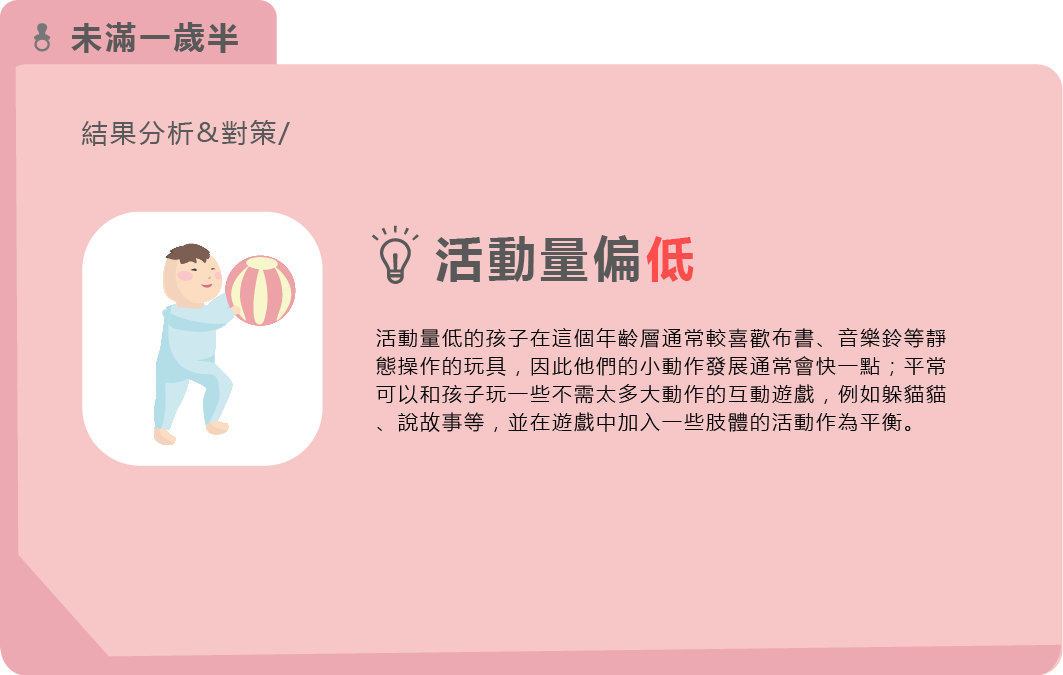 未滿一歲半
結果分析&對策/
活動量偏低
活動量低的孩子在這個年齡層通常較喜歡布書、音樂鈴等靜
態操作的玩具，因此他們的小動作發展通常會快一點；平常
可以和孩子玩一些不需太多大動作的互動遊戲，例如躲貓貓
、說故事等，並在遊戲中加入一些肢體的活動作為平衡。